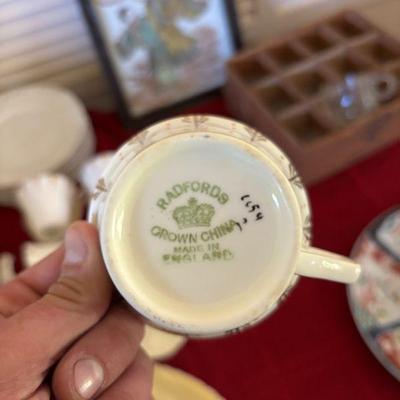 RADFORDS
CROWN CHINA
MADE IN
ENGLAND